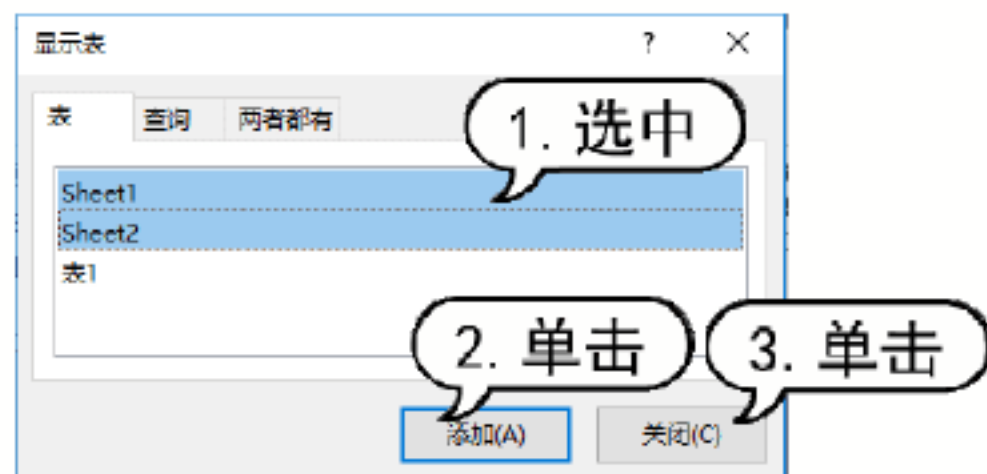 显示表 ? ×
表 查询 两者都有
1. 选中
Sheet1
Sheet2
表1
2. 单击
3. 单击
添加(A) 关闭(C)